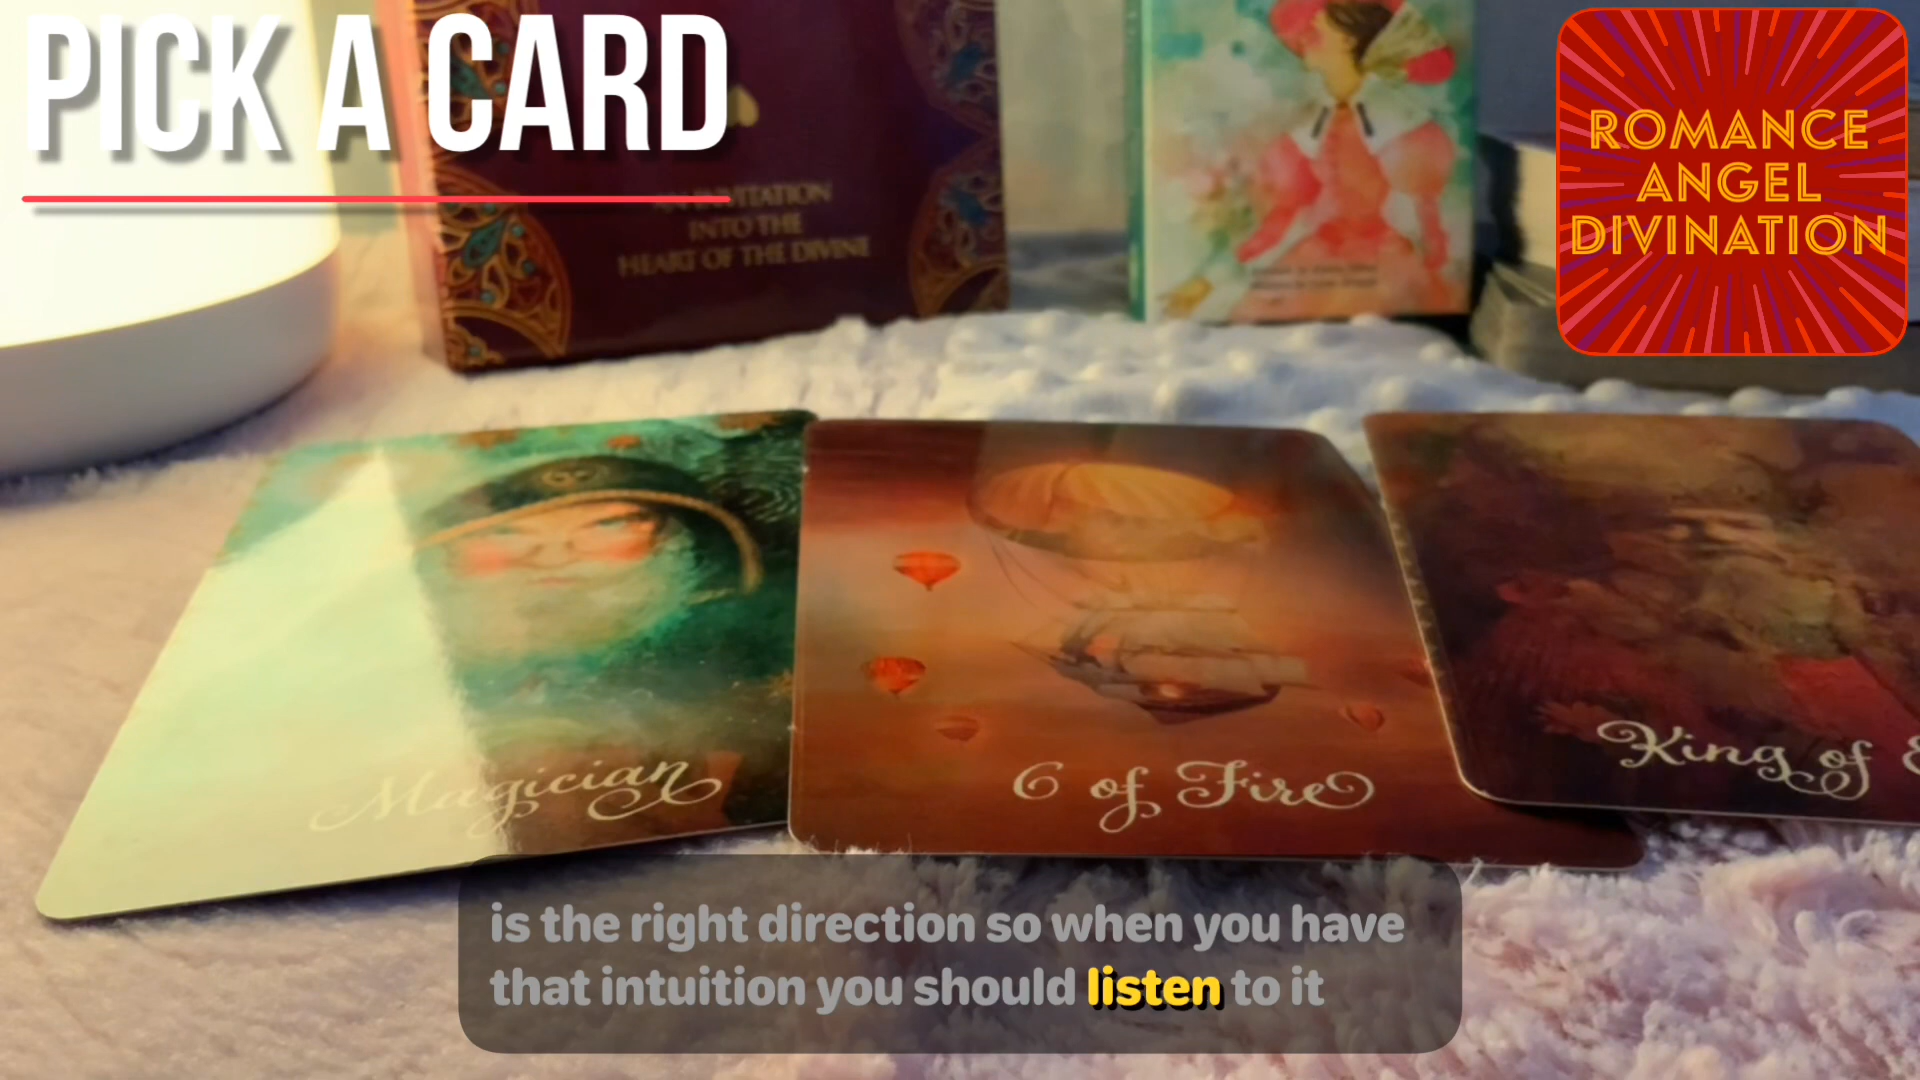 PICK A CARD
ROMANCE
ANGEL
DIVINATION
INVITATION
INTO THE
HEART OF THE DIVINE
Magician
6 of Fire
King of
is the right direction so when you have
that intuition you should listen to it